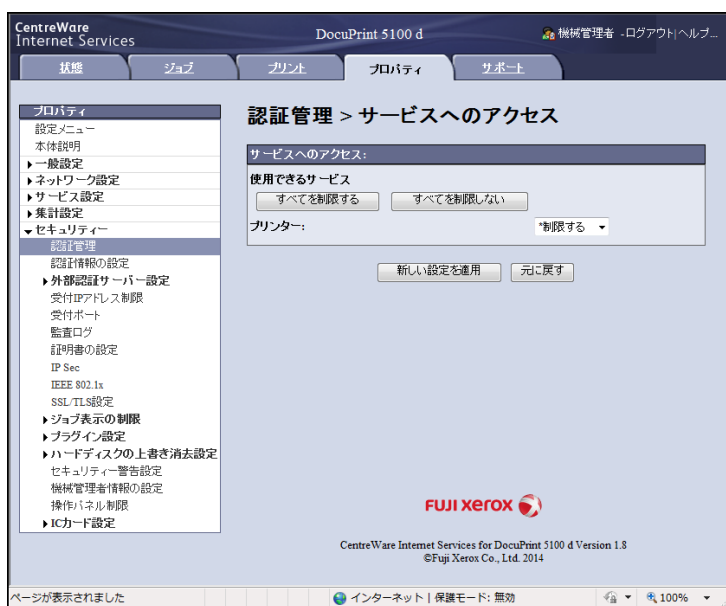 CentreWare
Internet Services
DocuPrint 5100 d
機械管理者 -ログアウト|ヘルプ...
状態
ジョブ
プリント
プロパティ
サポート
プロパティ
設定メニュー
本体説明
一般設定
ネットワーク設定
サービス設定
集計設定
セキュリティー
認証管理
認証情報の設定
外部認証サーバー設定
受付IPアドレス制限
受付ポート
監査ログ
証明書の設定
IP Sec
IEEE 802.1x
SSL/TLS設定
ジョブ表示の制限
プラグイン設定
ハードディスクの上書き消去設定
セキュリティー警告設定
機械管理者情報の設定
操作パネル制限
ICカード設定
認証管理 > サービスへのアクセス
サービスへのアクセス:
使用できるサービス
すべてを制限する
すべてを制限しない
プリンター:
*制限する
新しい設定を適用
元に戻す
FUJI xerox
CentreWare Internet Services for DocuPrint 5100 d Version 1.8
©Fuji Xerox Co., Ltd. 2014
ページが表示されました
インターネット | 保護モード: 無効
100%